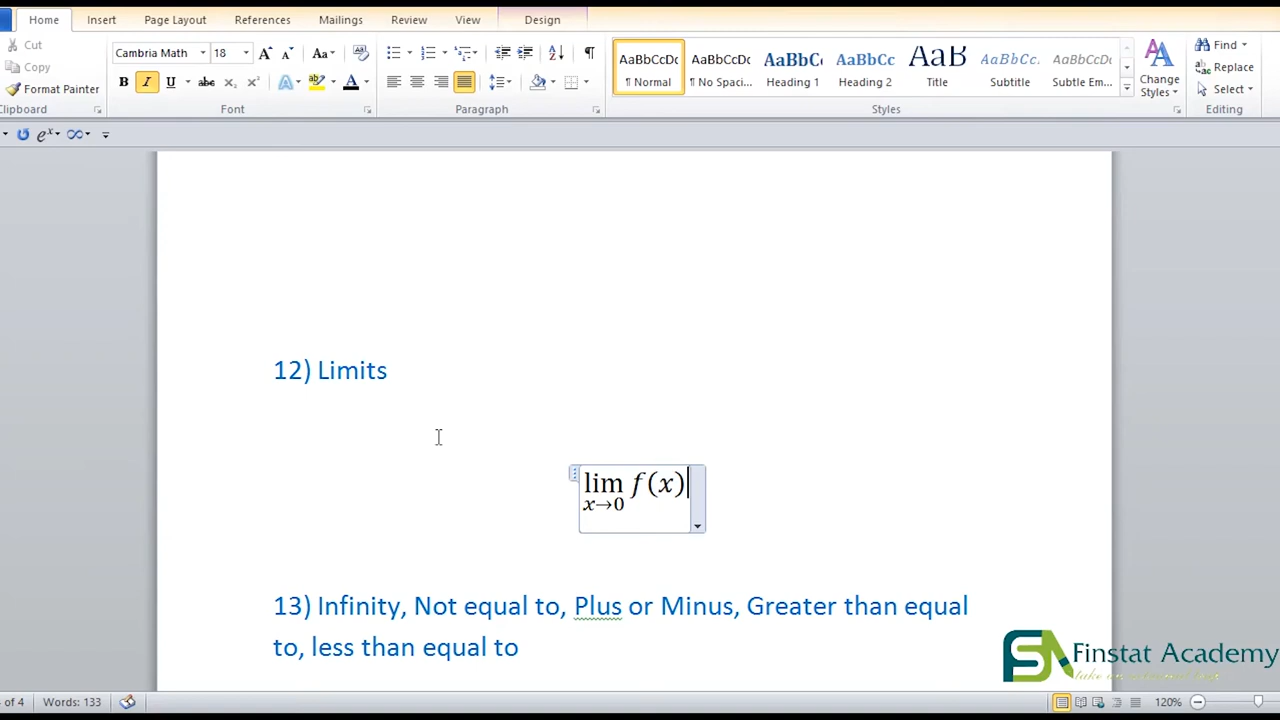 Home Insert Page Layout References Mailings Review View Design
Cut
Copy
Format Painter
Clipboard
Cambria Math 18
Font
Paragraph
AaBbCcDc AaBbCcDc AaBbC AaBbCc AaB AaBbCc. AaBbCcDc
¶ Normal ¶ No Spaci... Heading 1 Heading 2 Title Subtitle Subtle Em...
Change
Styles
Styles
Find
Replace
Select
Editing
12) Limits
lim f(x)
x→0
13) Infinity, Not equal to, Plus or Minus, Greater than equal
to, less than equal to
Finstat Academy
of 4 Words: 133 120%